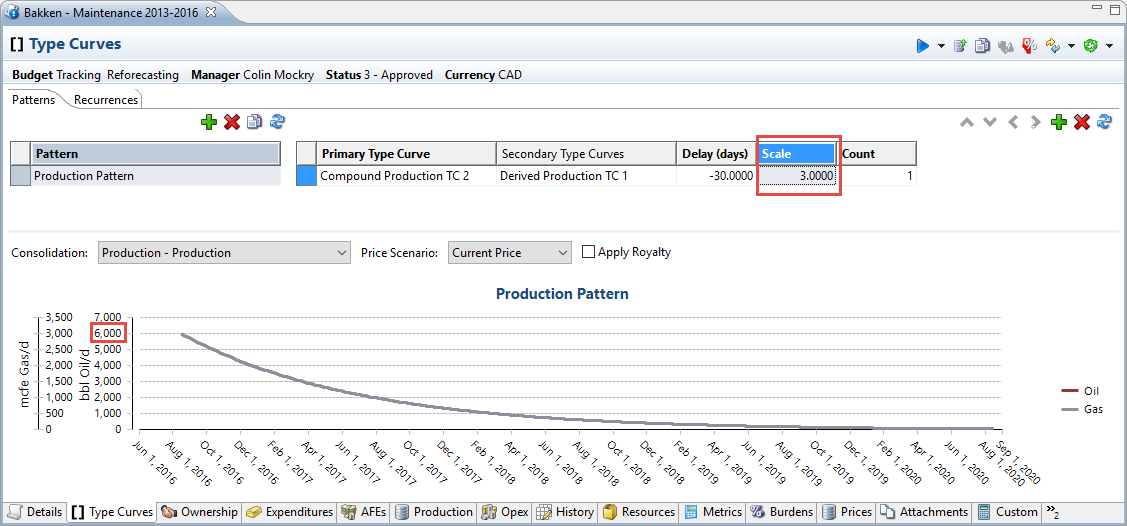 Bakken - Maintenance 2013-2016
[] Type Curves
Budget Tracking Reforecasting Manager Colin Mockry Status 3 - Approved Currency CAD
Patterns Recurrences
Pattern
Production Pattern
Primary Type Curve Secondary Type Curves Delay (days) Scale Count
Compound Production TC 2 Derived Production TC 1 -30.0000 3.0000 1
Consolidation: Production - Production Price Scenario: Current Price Apply Royalty
Production Pattern
mcfe Gas/d
3,500
3,000
2,500
2,000
1,500
1,000
500
0
bbl Oil/d
7,000
6,000
5,000
4,000
3,000
2,000
1,000
0
Jun 1, 2016
Aug 1, 2016
Oct 1, 2016
Dec 1, 2016
Feb 1, 2017
Apr 1, 2017
Jun 1, 2017
Aug 1, 2017
Oct 1, 2017
Dec 1, 2017
Feb 1, 2018
Apr 1, 2018
Jun 1, 2018
Aug 1, 2018
Oct 1, 2018
Dec 1, 2018
Feb 1, 2019
Apr 1, 2019
Jun 1, 2019
Aug 1, 2019
Oct 1, 2019
Dec 1, 2019
Feb 1, 2020
Apr 1, 2020
Jun 1, 2020
Aug 1, 2020
Sep 1, 2020
Oil
Gas
Details [] Type Curves Ownership Expenditures AFEs Production Opex History Resources Metrics Burdens Prices Attachments Custom »2